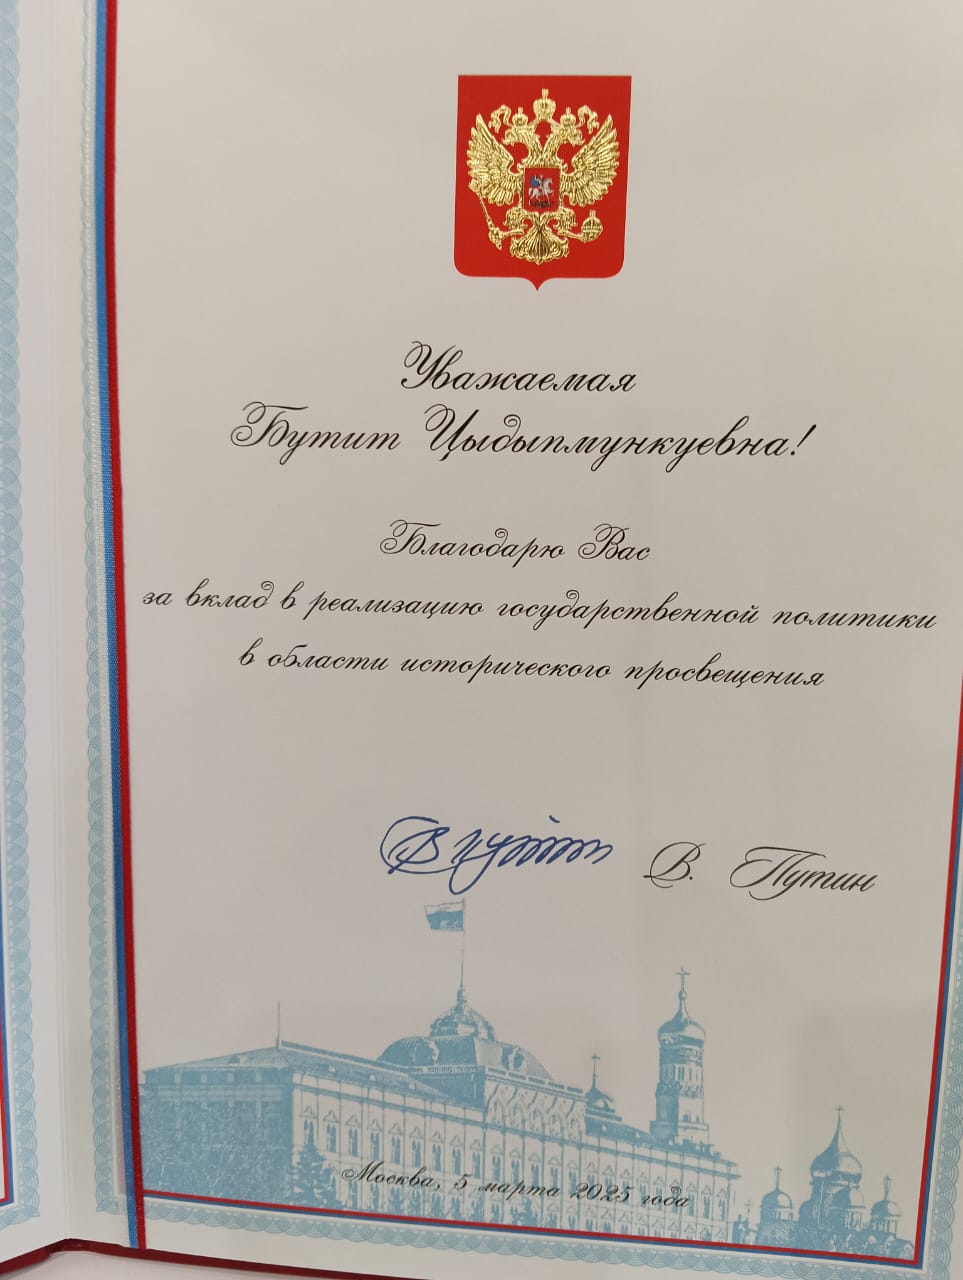 Уважаемая
Бутит Цыдыпмункуевна!
Благодарю Вас
за вклад в реализацию государственной политики
в области исторического просвещения
В. Путин
Москва, 5 марта 2025 года